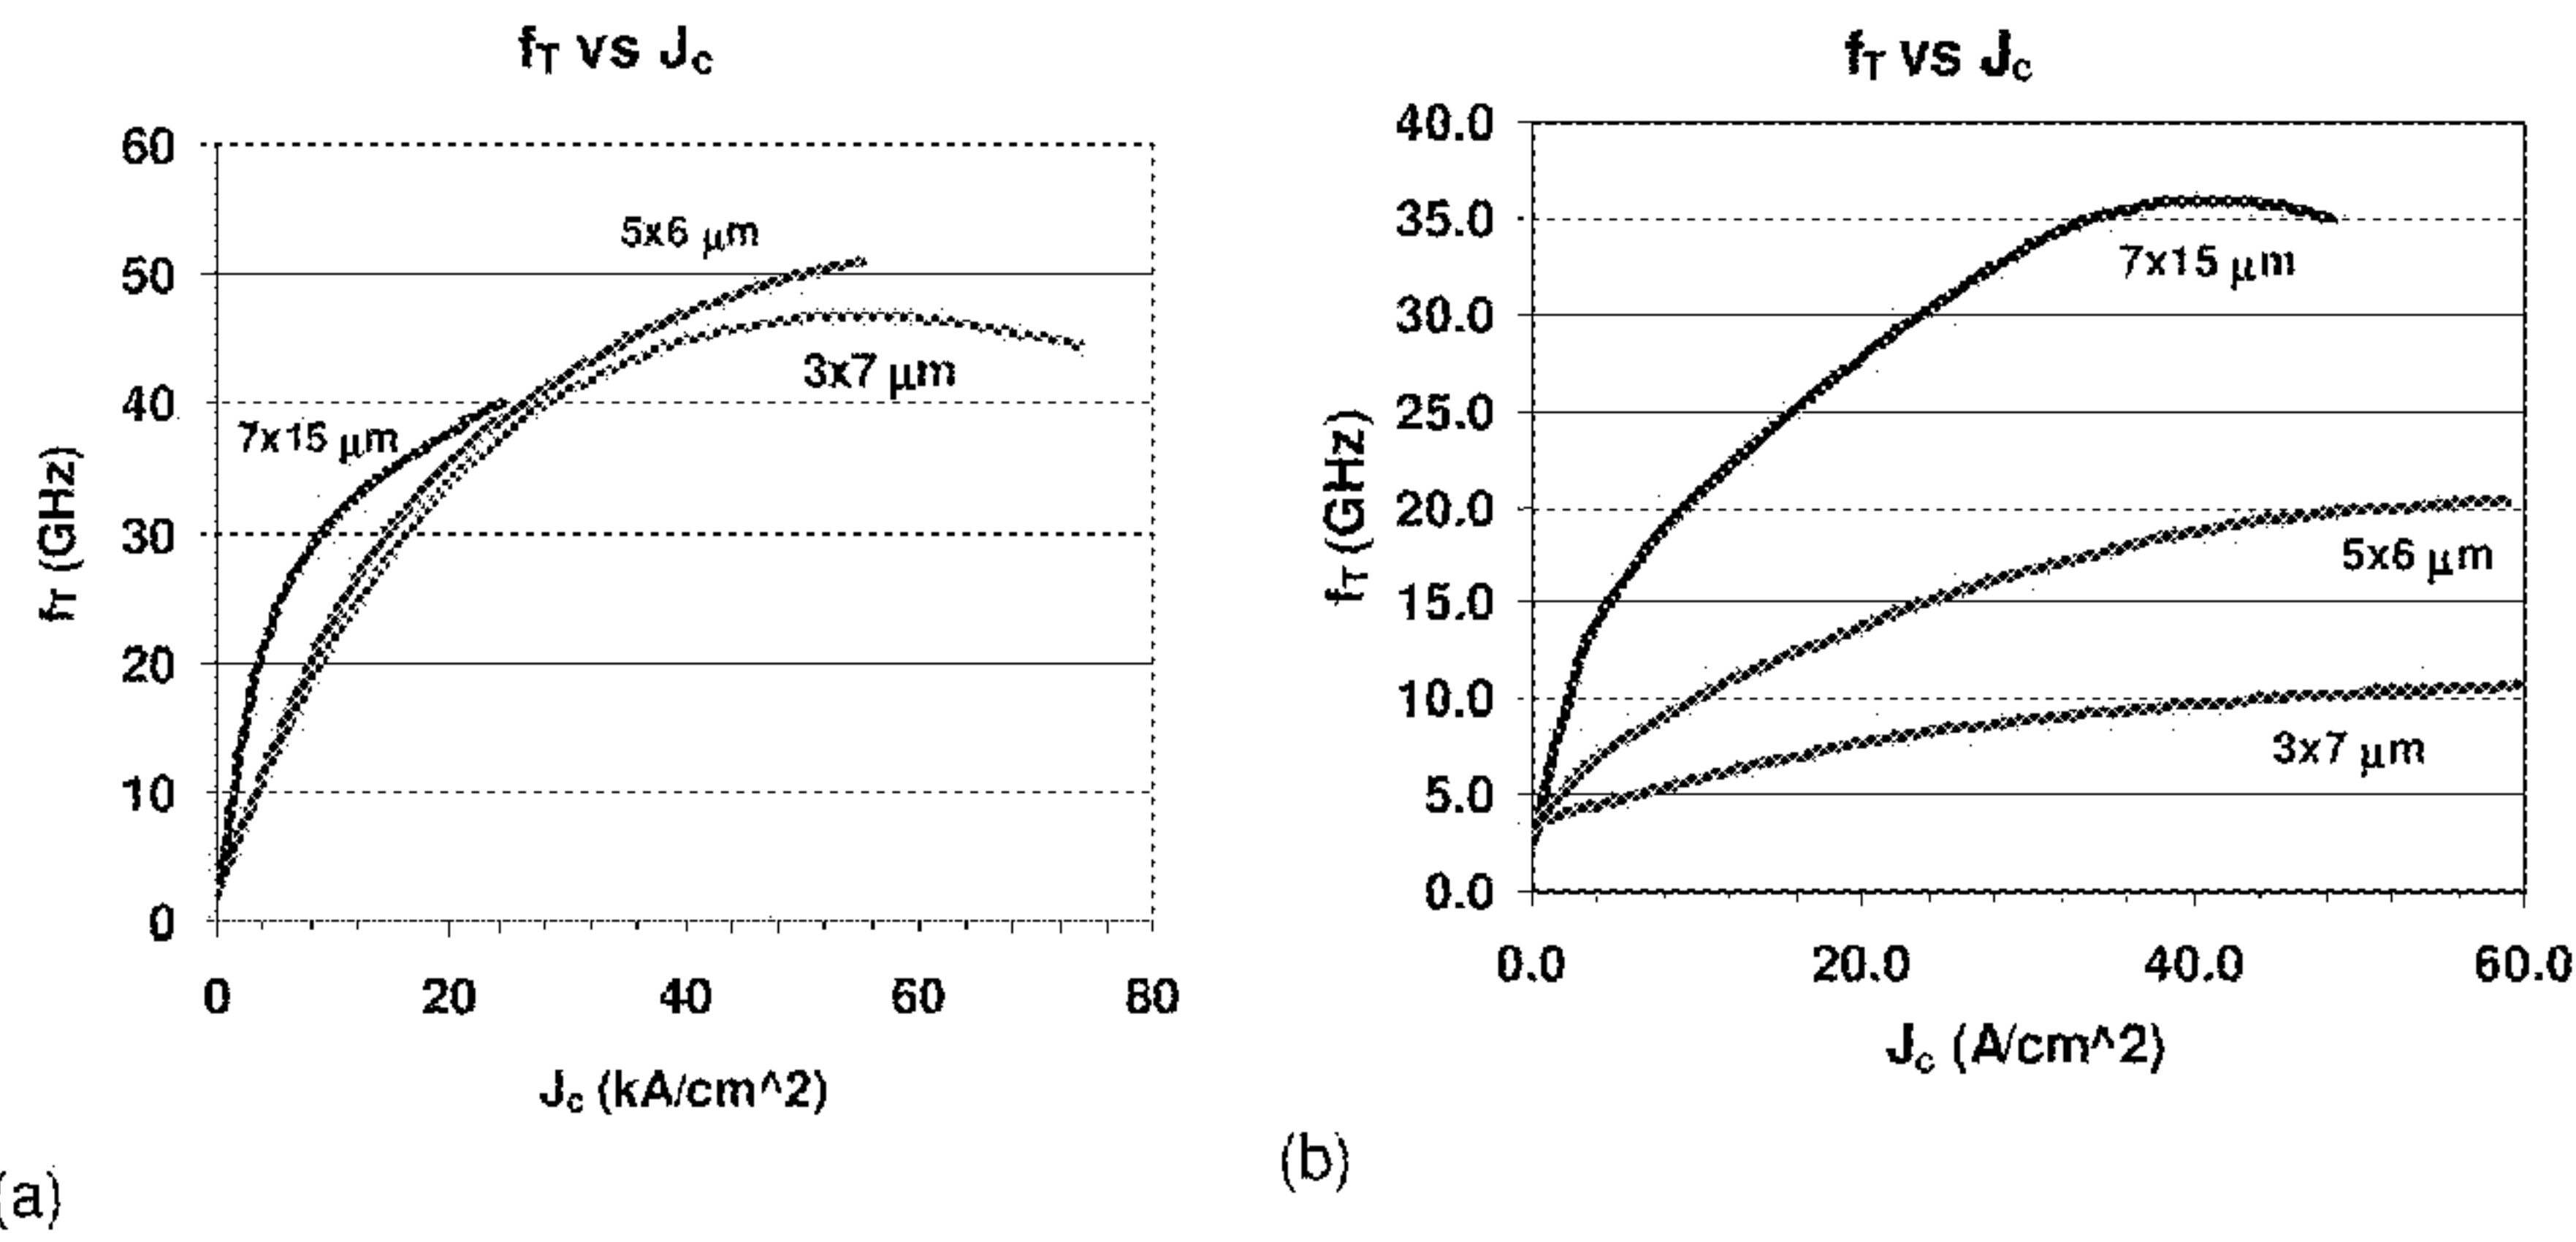 fT vs Jc
60
50
40
30
20
10
0
fT (GHz)
5x6 μm
3x7 μm
7x15 μm
0 20 40 60 80
Jc (kA/cm^2)
(a)
fT vs Jc
40.0
35.0
30.0
25.0
20.0
15.0
10.0
5.0
0.0
fT (GHz)
7x15 μm
5x6 μm
3x7 μm
0.0 20.0 40.0 60.0
Jc (A/cm^2)
(b)